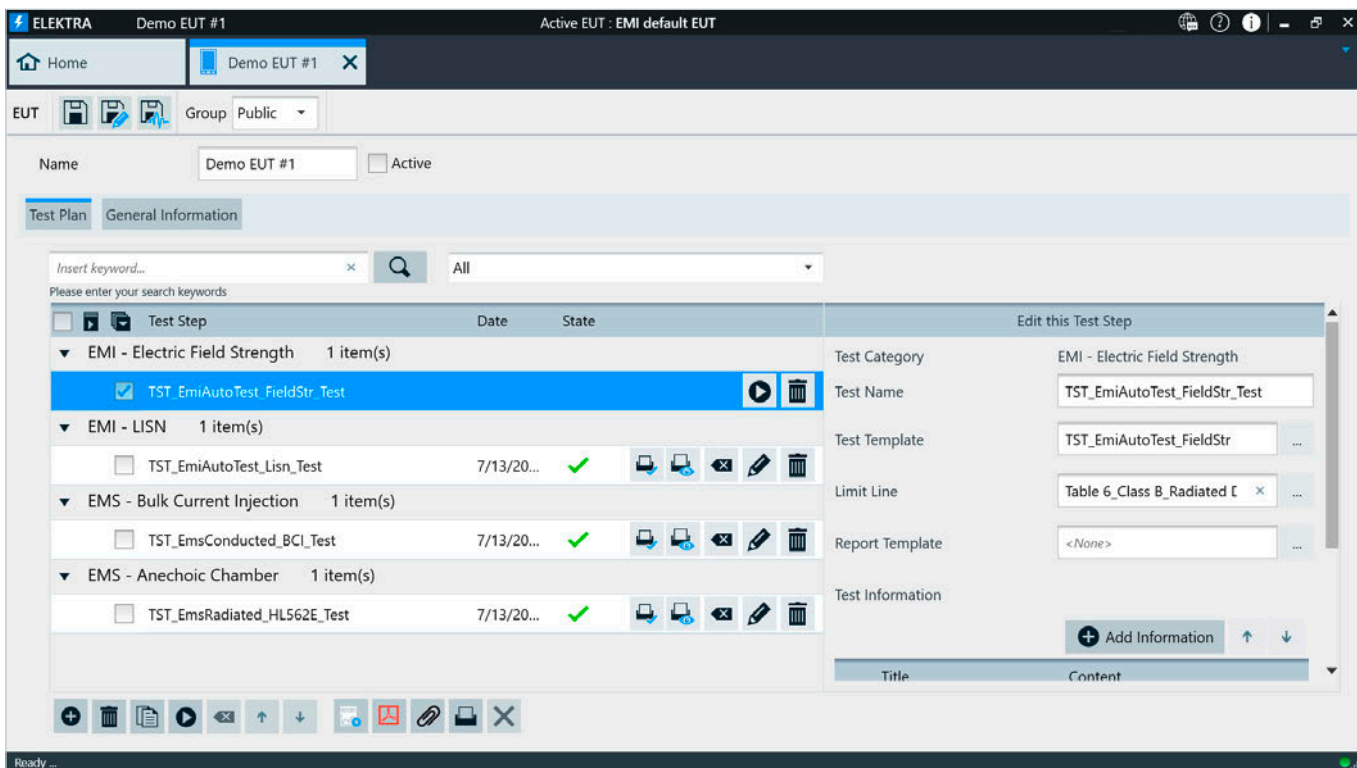 ELEKTRA Demo EUT #1 Active EUT : EMI default EUT
Home Demo EUT #1
EUT Group Public
Name Demo EUT #1 Active
Test Plan General Information
Insert keyword... All
Please enter your search keywords
Test Step Date State Edit this Test Step
EMI - Electric Field Strength 1 item(s) Test Category EMI - Electric Field Strength
TST_EmiAutoTest_FieldStr_Test Test Name TST_EmiAutoTest_FieldStr_Test
EMI - LISN 1 item(s)
Test Template TST_EmiAutoTest_FieldStr ...
TST_EmiAutoTest_Lisn_Test 7/13/20...
Limit Line Table 6_Class B_Radiated D ...
EMS - Bulk Current Injection 1 item(s)
TST_EmsConducted_BCI_Test 7/13/20... Report Template <None> ...
EMS - Anechoic Chamber 1 item(s)
Test Information
TST_EmsRadiated_HL562E_Test 7/13/20...
Add Information
Title Content
Ready ...